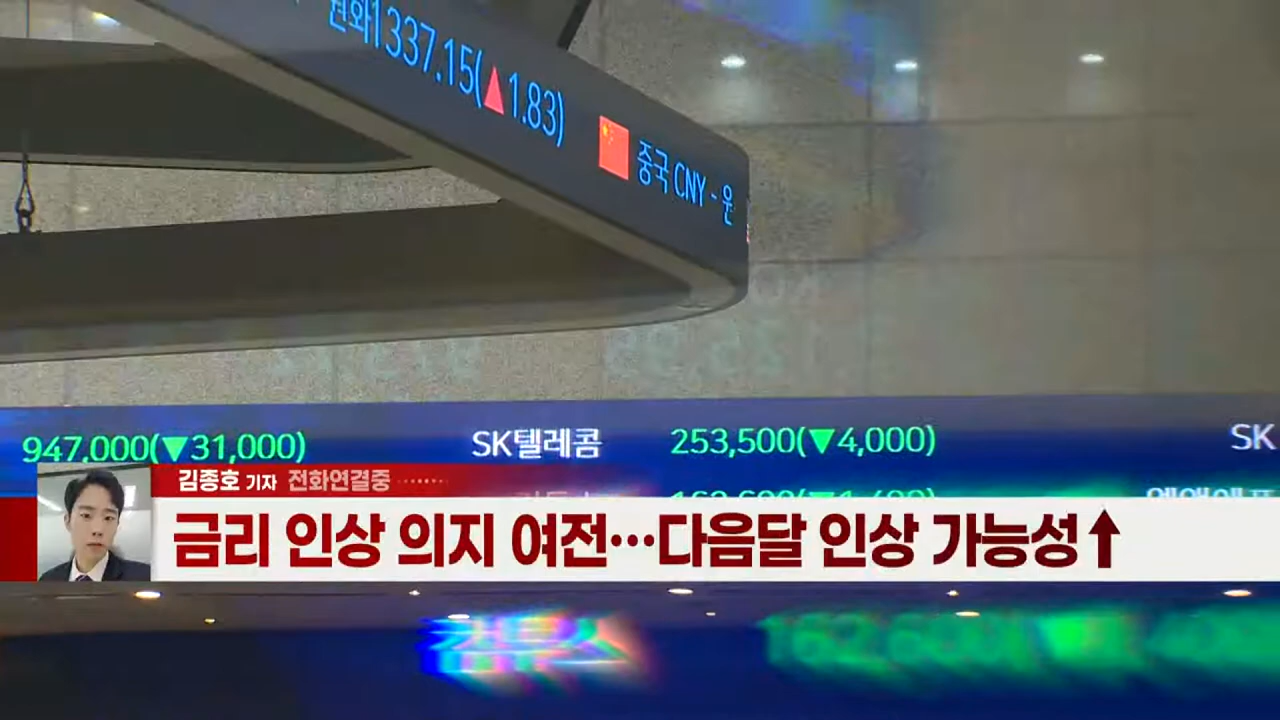 원화1337.15(▲1.83)
중국 CNY - 원
947,000(▼31,000) SK텔레콤 253,500(▼4,000) SK
김종호 기자 전화연결중
금리 인상 의지 여전…다음달 인상 가능성↑